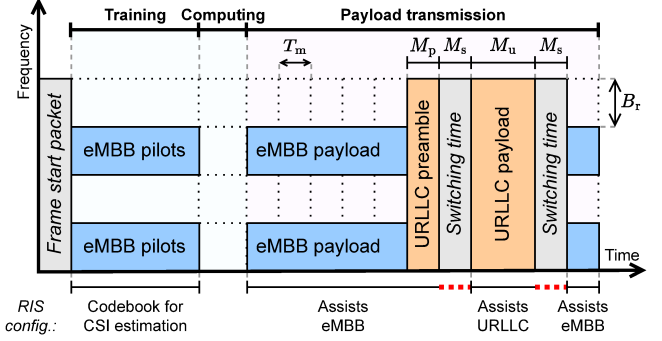 Training Computing Payload transmission
Frequency
T_m
M_p M_s M_u M_s
B_r
Frame start packet
eMBB pilots
eMBB payload
URLLC preamble
Switching time
URLLC payload
Switching time
eMBB pilots
eMBB payload
Time
RIS
config.:
Codebook for
CSI estimation
Assists
eMBB
Assists
URLLC
Assists
eMBB